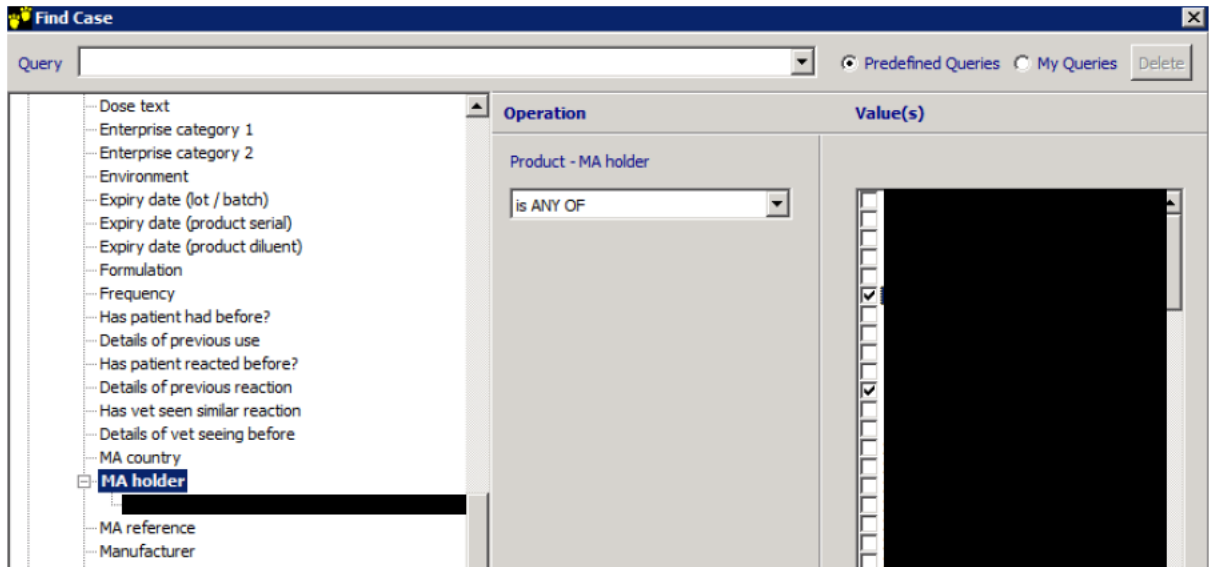 Find Case
Query
Predefined Queries
My Queries
Delete
Dose text
Enterprise category 1
Enterprise category 2
Environment
Expiry date (lot / batch)
Expiry date (product serial)
Expiry date (product diluent)
Formulation
Frequency
Has patient had before?
Details of previous use
Has patient reacted before?
Details of previous reaction
Has vet seen similar reaction
Details of vet seeing before
MA country
MA holder
MA reference
Manufacturer
Operation
Product - MA holder
is ANY OF
Value(s)